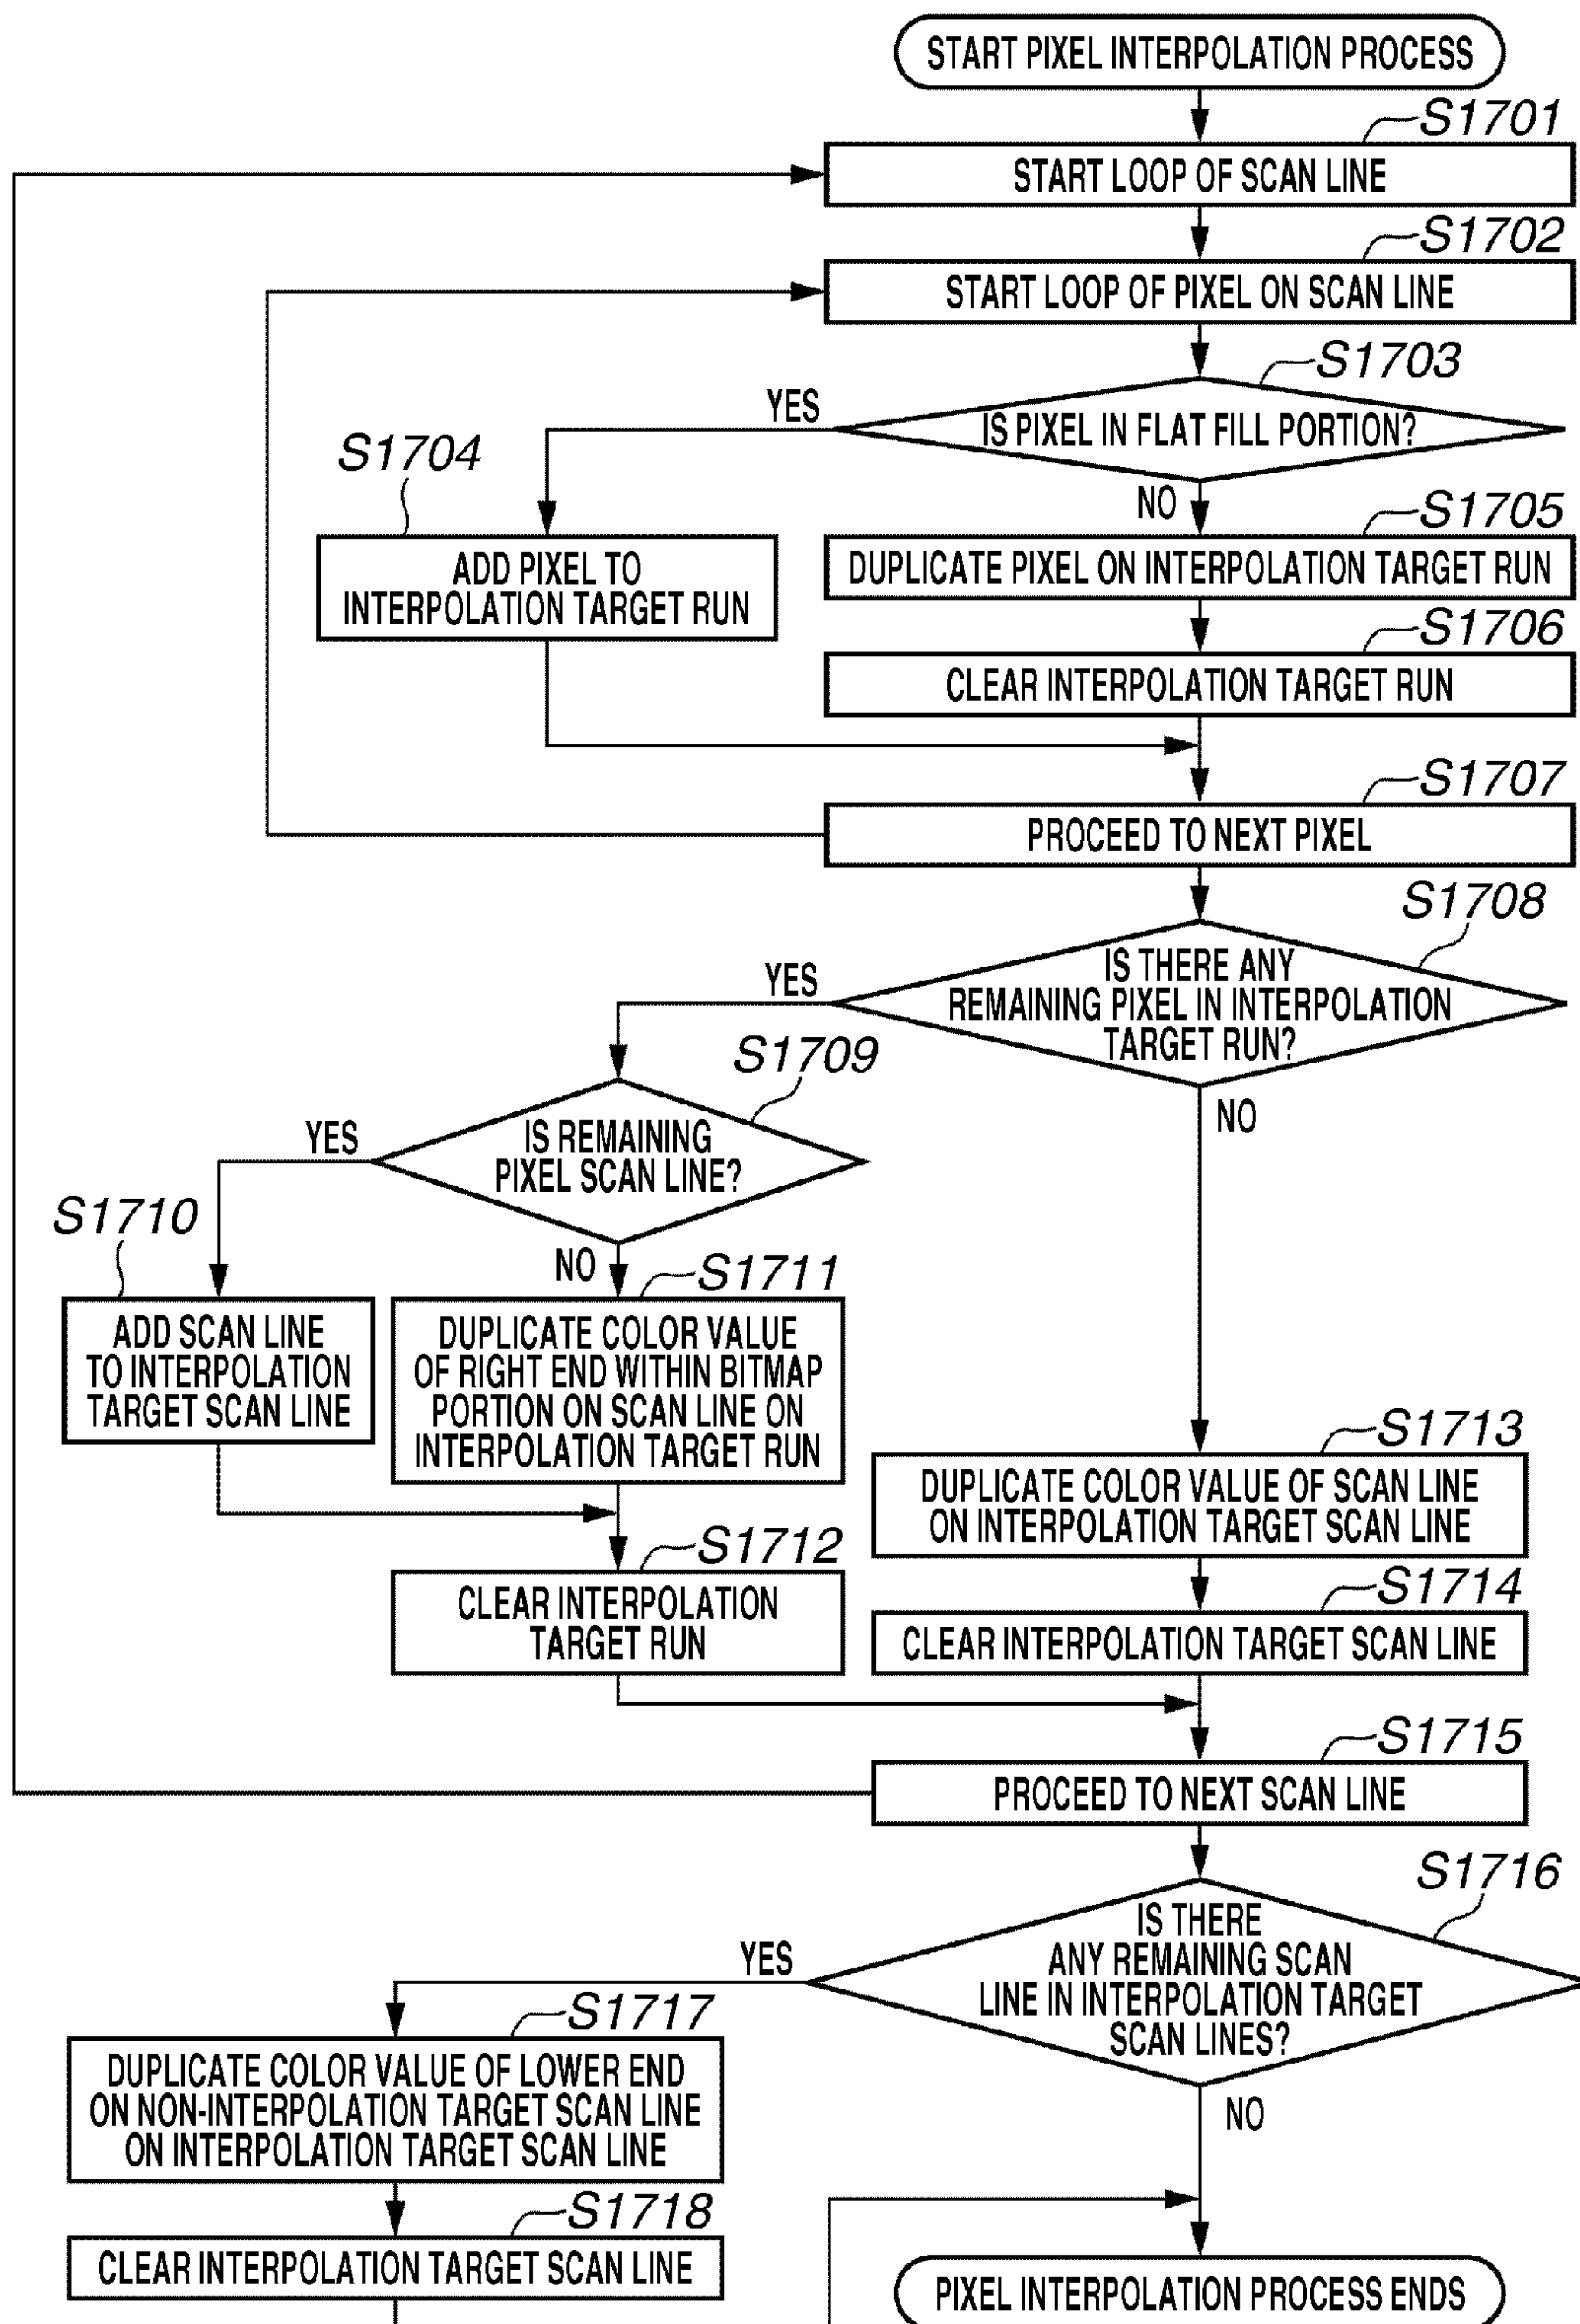 START PIXEL INTERPOLATION PROCESS
S1701
START LOOP OF SCAN LINE
S1702
START LOOP OF PIXEL ON SCAN LINE
S1703
YES
IS PIXEL IN FLAT FILL PORTION?
S1704
NO
S1705
ADD PIXEL TO
INTERPOLATION TARGET RUN
DUPLICATE PIXEL ON INTERPOLATION TARGET RUN
S1706
CLEAR INTERPOLATION TARGET RUN
S1707
PROCEED TO NEXT PIXEL
S1708
YES
IS THERE ANY
REMAINING PIXEL IN INTERPOLATION
TARGET RUN?
S1709
NO
YES
IS REMAINING
PIXEL SCAN LINE?
S1710
NO
S1711
ADD SCAN LINE
TO INTERPOLATION
TARGET SCAN LINE
DUPLICATE COLOR VALUE
OF RIGHT END WITHIN BITMAP
PORTION ON SCAN LINE ON
INTERPOLATION TARGET RUN
S1713
DUPLICATE COLOR VALUE OF SCAN LINE
ON INTERPOLATION TARGET SCAN LINE
S1712
CLEAR INTERPOLATION
TARGET RUN
S1714
CLEAR INTERPOLATION TARGET SCAN LINE
S1715
PROCEED TO NEXT SCAN LINE
S1716
YES
IS THERE
ANY REMAINING SCAN
LINE IN INTERPOLATION TARGET
SCAN LINES?
S1717
DUPLICATE COLOR VALUE OF LOWER END
ON NON-INTERPOLATION TARGET SCAN LINE
ON INTERPOLATION TARGET SCAN LINE
NO
S1718
CLEAR INTERPOLATION TARGET SCAN LINE
PIXEL INTERPOLATION PROCESS ENDS